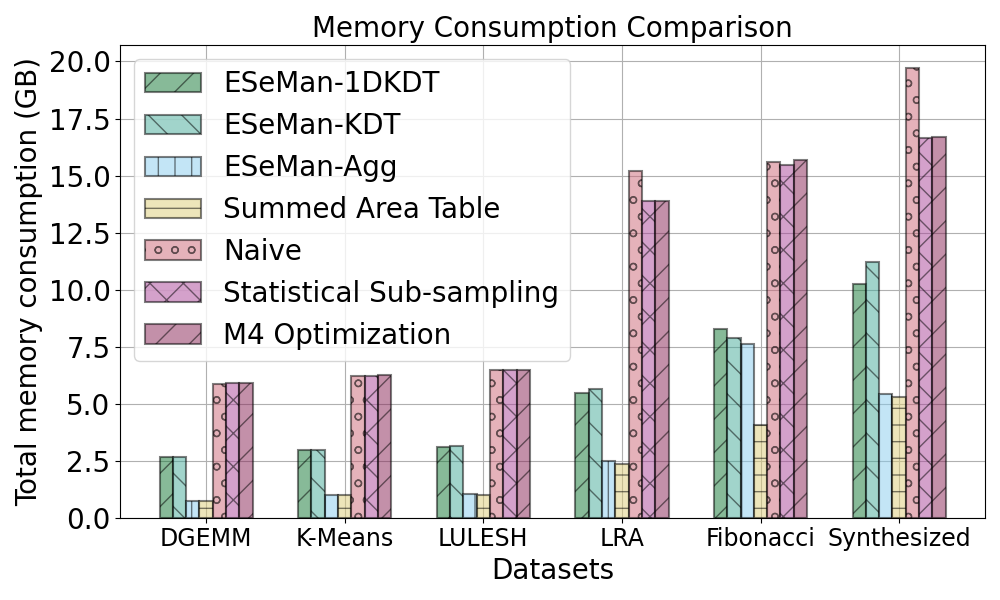 Memory Consumption Comparison
Total memory consumption (GB)
20.0
17.5
15.0
12.5
10.0
7.5
5.0
2.5
0.0
ESeMan-1DKDT
ESeMan-KDT
ESeMan-Agg
Summed Area Table
Naive
Statistical Sub-sampling
M4 Optimization
DGEMM K-Means LULESH LRA Fibonacci Synthesized
Datasets